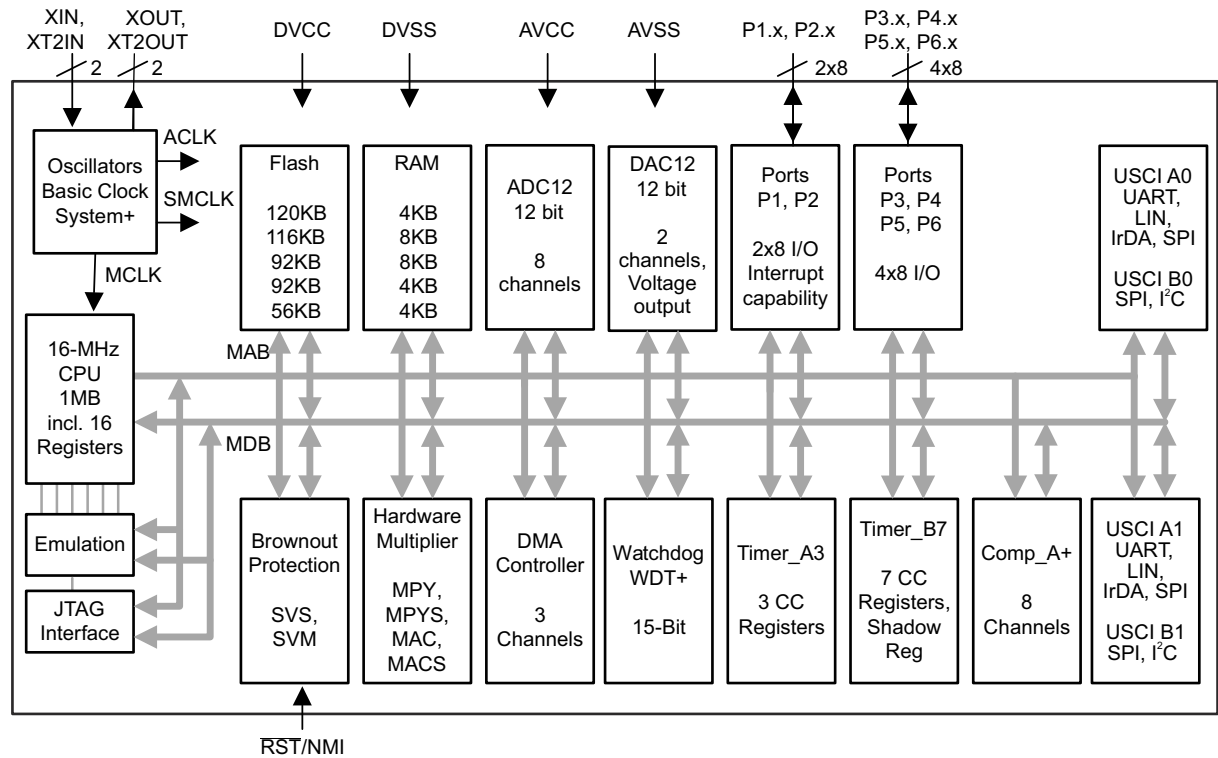 XIN,
XT2IN
2
XOUT,
XT2OUT
2
DVCC
DVSS
AVCC
AVSS
P1.x, P2.x
2x8
P3.x, P4.x
P5.x, P6.x
4x8
Oscillators
Basic Clock
System+
ACLK
SMCLK
MCLK
Flash
120KB
116KB
92KB
92KB
56KB
RAM
4KB
8KB
8KB
4KB
4KB
ADC12
12 bit
8
channels
DAC12
12 bit
2
channels,
Voltage
output
Ports
P1, P2
2x8 I/O
Interrupt
capability
Ports
P3, P4
P5, P6
4x8 I/O
USCI A0
UART,
LIN,
IrDA, SPI
USCI B0
SPI, I²C
16-MHz
CPU
1MB
incl. 16
Registers
MAB
MDB
Emulation
JTAG
Interface
Brownout
Protection
SVS,
SVM
Hardware
Multiplier
MPY,
MPYS,
MAC,
MACS
DMA
Controller
3
Channels
Watchdog
WDT+
15-Bit
Timer_A3
3 CC
Registers
Timer_B7
7 CC
Registers,
Shadow
Reg
Comp_A+
8
Channels
USCI A1
UART,
LIN,
IrDA, SPI
USCI B1
SPI, I²C
RST/NMI